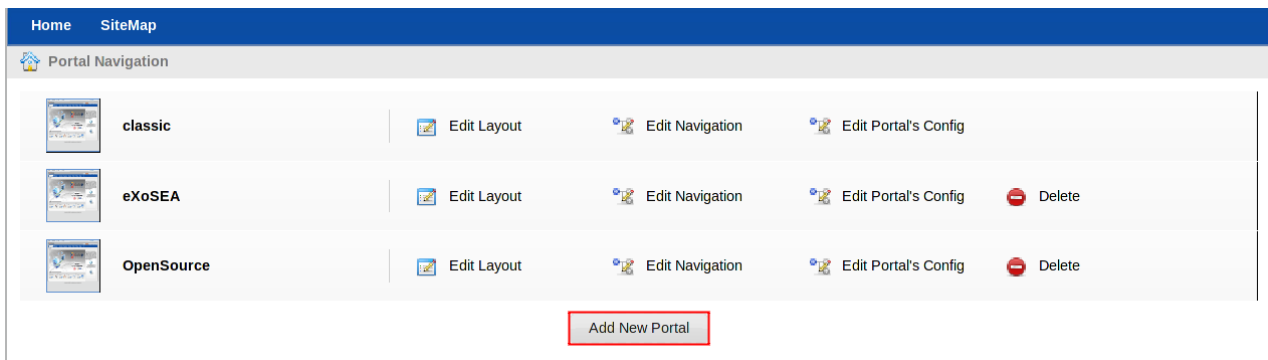 Home SiteMap
Portal Navigation
classic Edit Layout Edit Navigation Edit Portal's Config
eXoSEA Edit Layout Edit Navigation Edit Portal's Config Delete
OpenSource Edit Layout Edit Navigation Edit Portal's Config Delete
Add New Portal